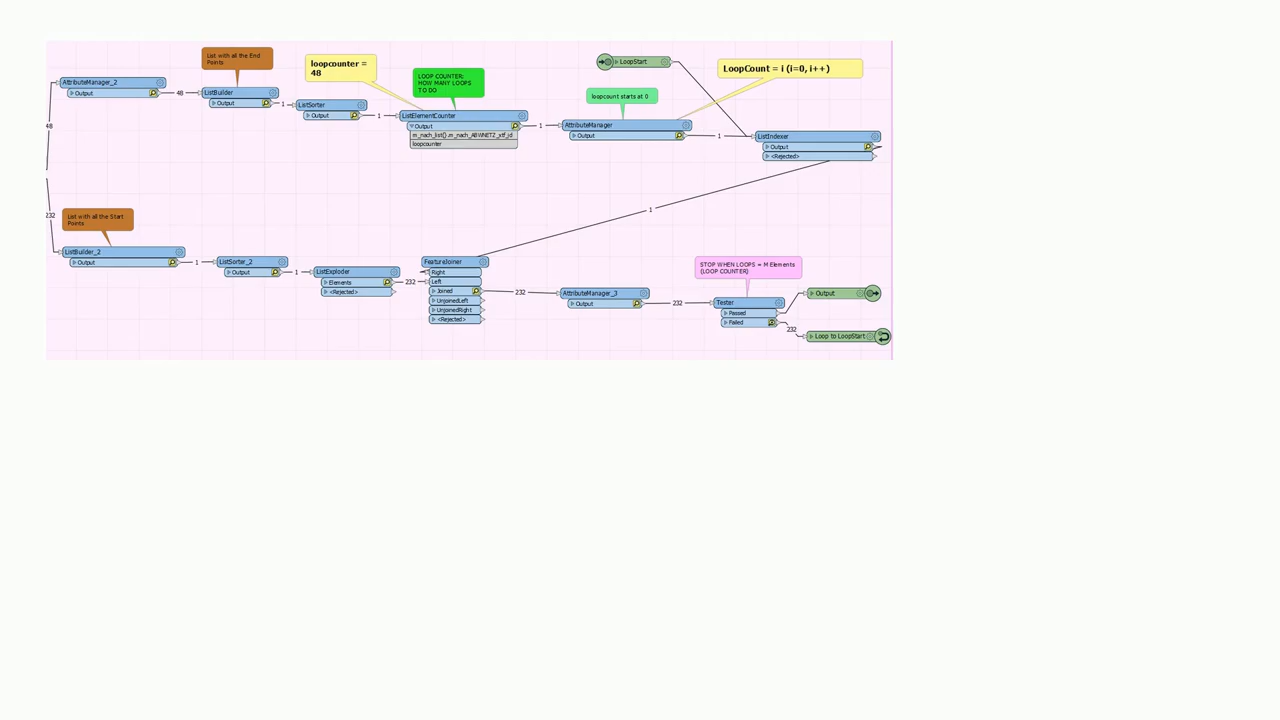 List with all the End
Points
loopcounter =
48
LOOP COUNTER:
HOW MANY LOOPS
TO DO
LoopStart
LoopCount = i (i=0, i++)
AttributeManager_2
Output
48
ListBuilder
Output
1
ListSorter
Output
1
ListElementCounter
Output
m_nach_list{}.m_nach_ABWNETZ_xtf_id
loopcounter
1
loopcount starts at 0
AttributeManager
Output
1
ListIndexer
Output
<Rejected>
48
1
232
List with all the Start
Points
ListBuilder_2
Output
1
ListSorter_2
Output
1
ListExploder
Elements
<Rejected>
232
FeatureJoiner
Right
Left
Joined
UnjoinedLeft
UnjoinedRight
<Rejected>
232
AttributeManager_3
Output
232
STOP WHEN LOOPS = M Elements
(LOOP COUNTER)
Tester
Passed
Failed
232
Output
Loop to LoopStart